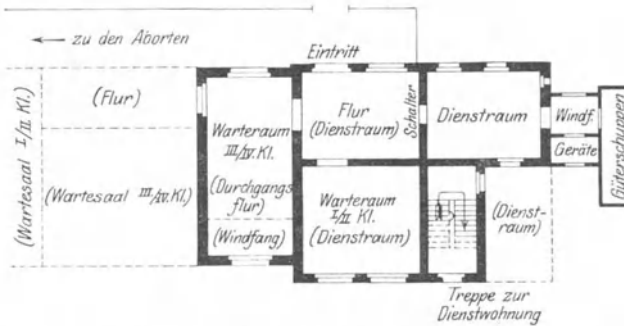 ← zu den Aborten
Eintritt
(Flur)
Flur
(Dienstraum)
Schalter
Dienstraum
Windf.
Geräte
Güterschuppen
(Wartesaal I/II. Kl.)
(Wartesaal III/IV. Kl.)
Warteraum
III/IV. Kl.
(Durchgangs
flur)
(Windfang)
Warteraum
I/II Kl.
(Dienstraum)
(Dienst-
raum)
Treppe zur
Dienstwohnung